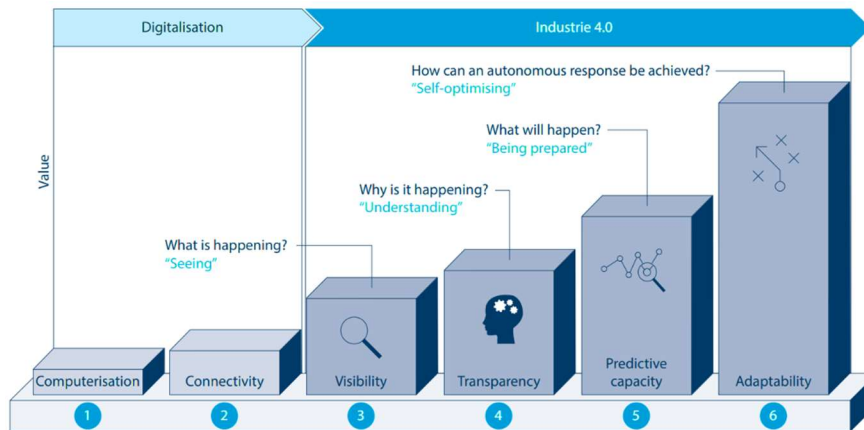 Digitalisation
Industrie 4.0
How can an autonomous response be achieved?
“Self-optimising”
What will happen?
“Being prepared”
Value
Why is it happening?
“Understanding”
What is happening?
“Seeing”
Computerisation
Connectivity
Visibility
Transparency
Predictive
capacity
Adaptability
1
2
3
4
5
6